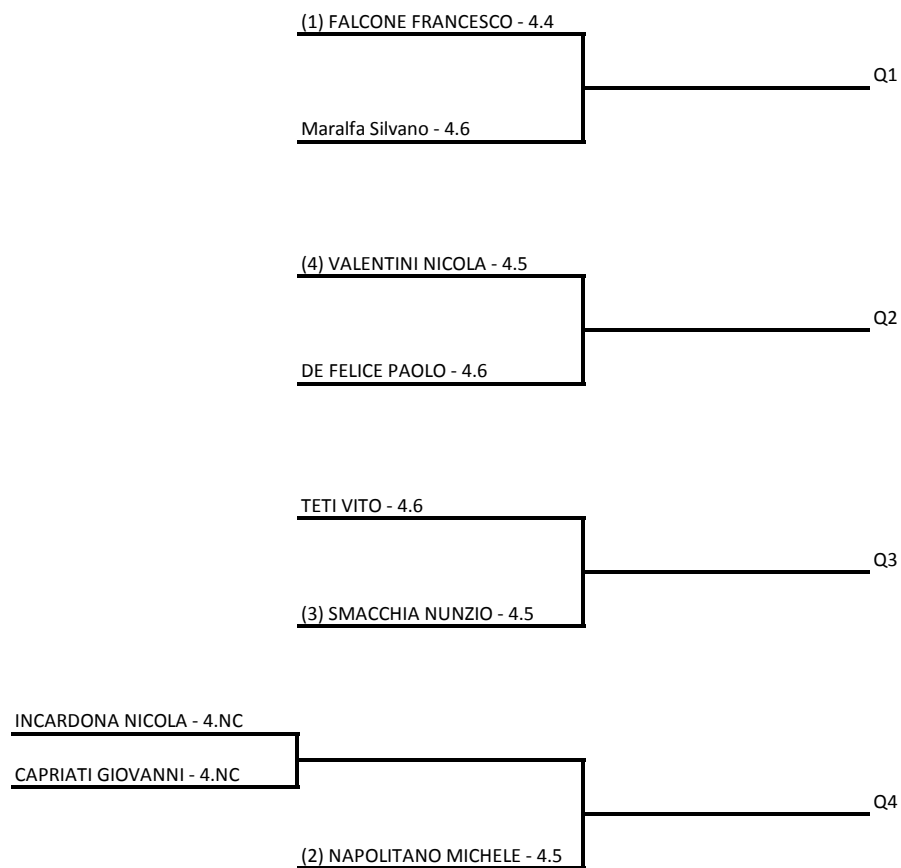 (1) FALCONE FRANCESCO - 4.4
Q1
Maralfa Silvano - 4.6
(4) VALENTINI NICOLA - 4.5
Q2
DE FELICE PAOLO - 4.6
TETI VITO - 4.6
Q3
(3) SMACCHIA NUNZIO - 4.5
INCARDONA NICOLA - 4.NC
CAPRIATI GIOVANNI - 4.NC
Q4
(2) NAPOLITANO MICHELE - 4.5